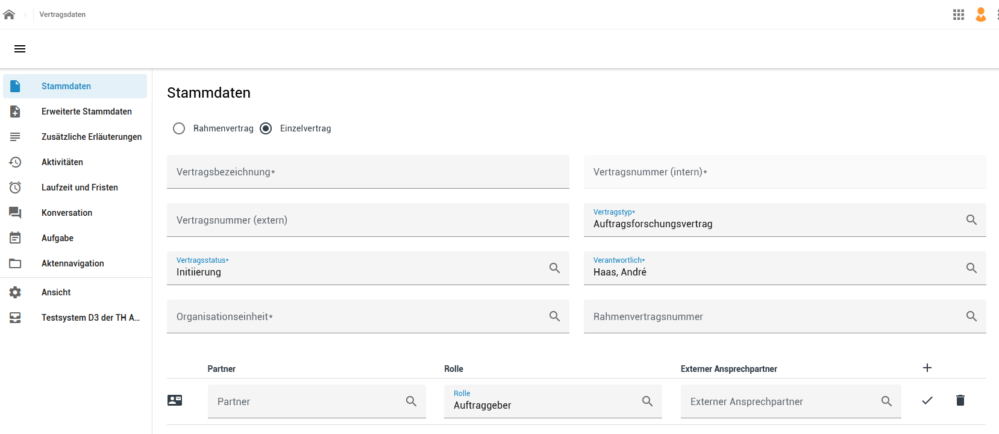 Vertragsdaten
Stammdaten
Erweiterte Stammdaten
Zusätzliche Erläuterungen
Aktivitäten
Laufzeit und Fristen
Konversation
Aufgabe
Aktennavigation
Ansicht
Testsystem D3 der TH A...
Stammdaten
Rahmenvertrag Einzelvertrag
Vertragsbezeichnung* Vertragsnummer (intern)*
Vertragsnummer (extern)
Vertragstyp*
Auftragsforschungsvertrag
Vertragsstatus*
Initiierung
Verantwortlich*
Haas, André
Organisationseinheit* Rahmenvertragsnummer
Partner Rolle Externer Ansprechpartner
Partner
Rolle
Auftraggeber
Externer Ansprechpartner